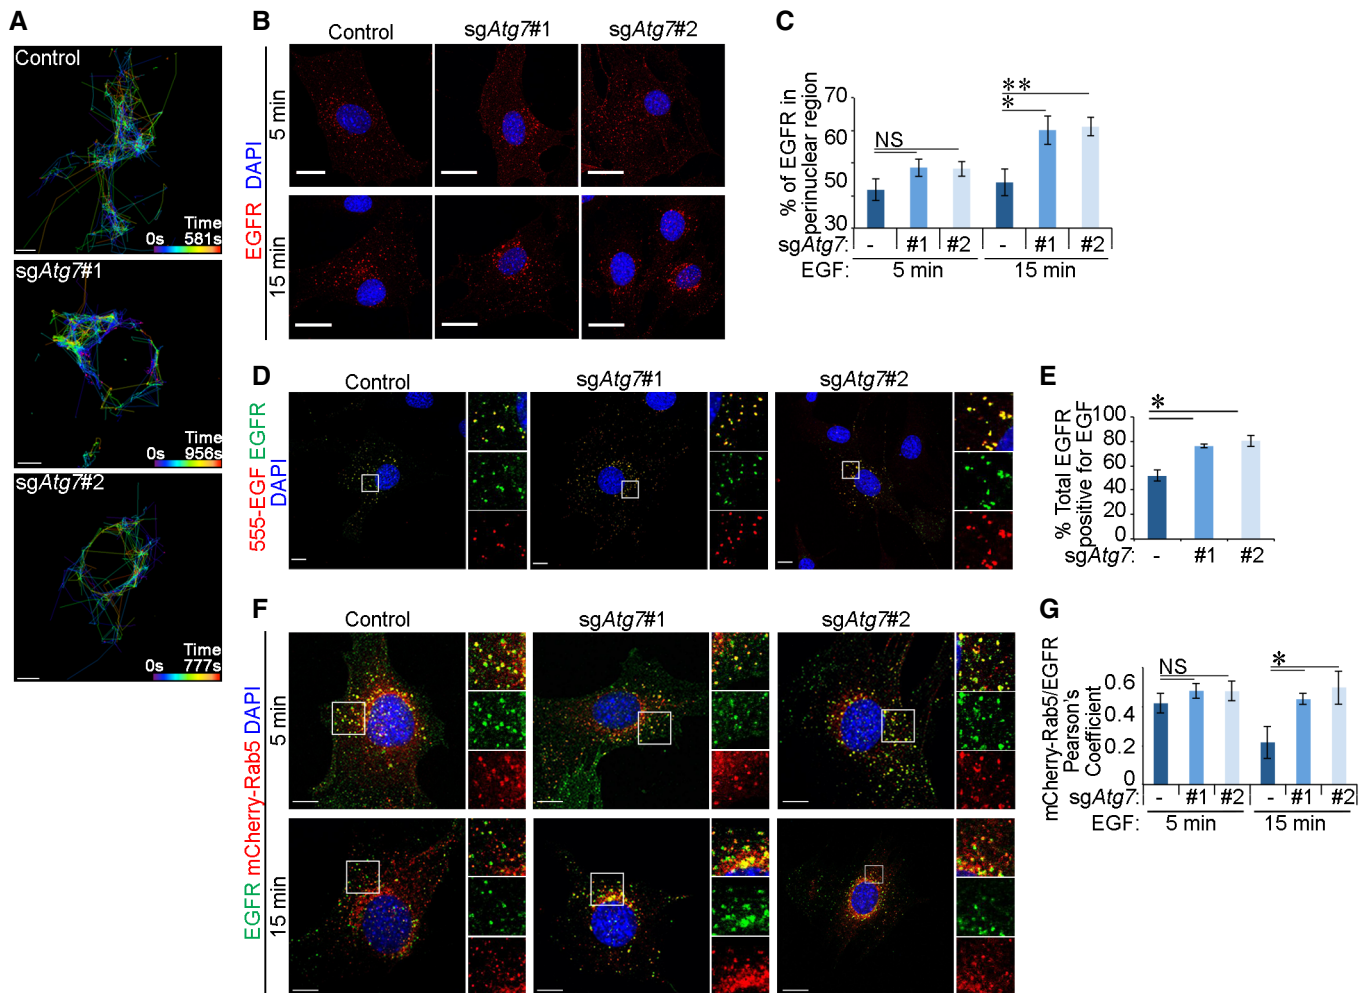 A
Control
Time
0s 581s
sgAtg7#1
Time
0s 956s
sgAtg7#2
Time
0s 777s
B
Control sgAtg7#1 sgAtg7#2
EGFR DAPI
5 min
15 min
C
% of EGFR in
perinuclear region
70
60
50
30
NS
*
**
sgAtg7: - #1 #2 - #1 #2
EGF: 5 min 15 min
D
Control sgAtg7#1 sgAtg7#2
555-EGF EGFR
DAPI
E
% Total EGFR
positive for EGF
100
80
60
40
20
0
*
sgAtg7: - #1 #2
F
Control sgAtg7#1 sgAtg7#2
EGFR mCherry-Rab5 DAPI
5 min
15 min
G
mCherry-Rab5/EGFR
Pearson's
Coefficient
0.6
0.4
0.2
0
NS
*
sgAtg7: - #1 #2 - #1 #2
EGF: 5 min 15 min